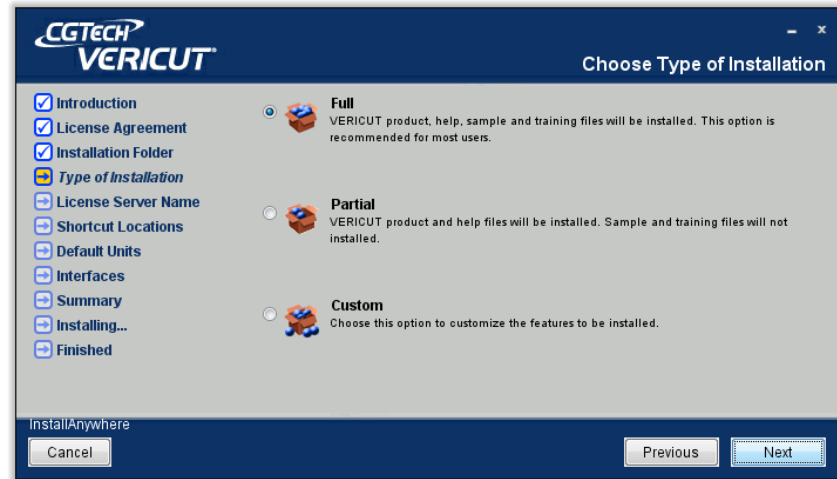 CGTECH
VERICUT®
Choose Type of Installation
Introduction
License Agreement
Installation Folder
Type of Installation
License Server Name
Shortcut Locations
Default Units
Interfaces
Summary
Installing...
Finished
Full
VERICUT product, help, sample and training files will be installed. This option is
recommended for most users.
Partial
VERICUT product and help files will be installed. Sample and training files will not
installed.
Custom
Choose this option to customize the features to be installed.
InstallAnywhere
Cancel
Previous
Next